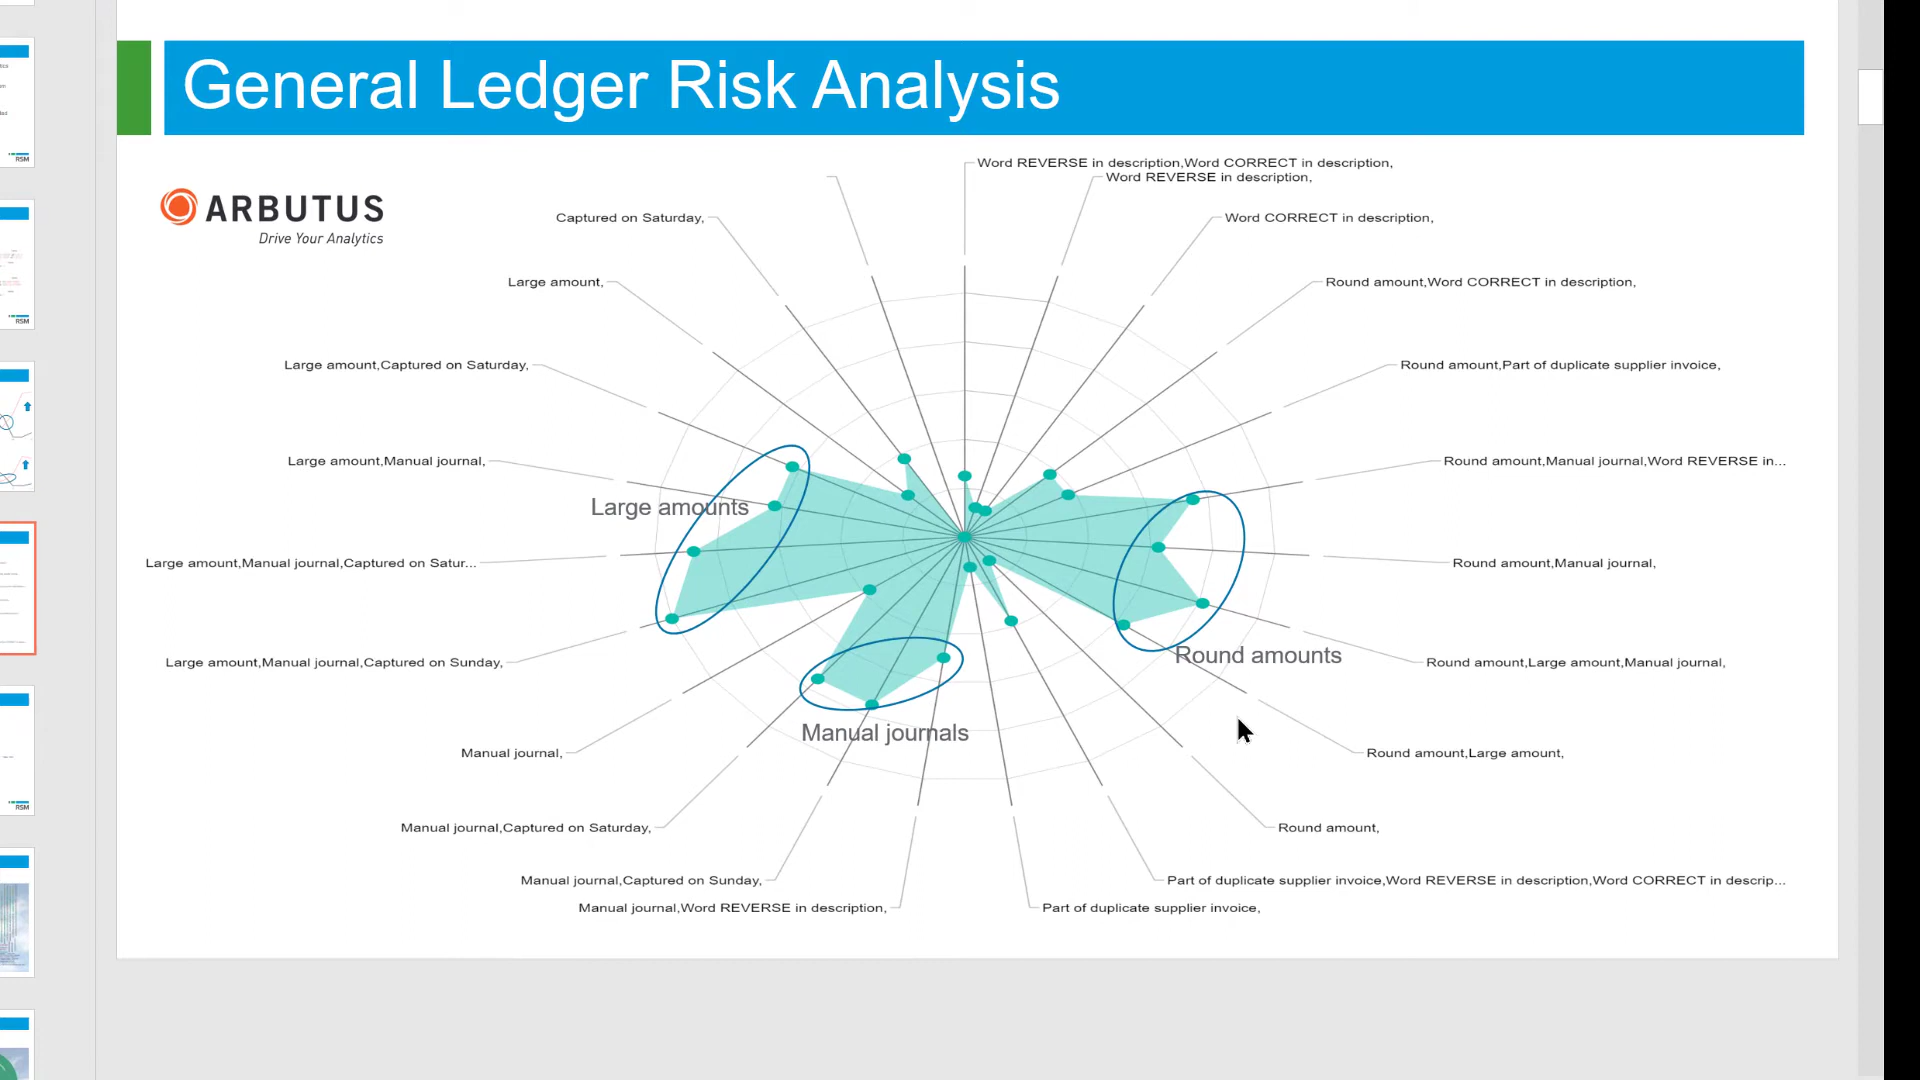 General Ledger Risk Analysis
ARBUTUS
Drive Your Analytics
Word REVERSE in description,Word CORRECT in description,
Word REVERSE in description,
Captured on Saturday,
Word CORRECT in description,
Large amount,
Round amount,Word CORRECT in description,
Large amount,Captured on Saturday,
Round amount,Part of duplicate supplier invoice,
Large amount,Manual journal,
Round amount,Manual journal,Word REVERSE in...
Large amounts
Large amount,Manual journal,Captured on Satur...
Round amount,Manual journal,
Round amounts
Large amount,Manual journal,Captured on Sunday,
Round amount,Large amount,Manual journal,
Manual journals
Manual journal,
Round amount,Large amount,
Manual journal,Captured on Saturday,
Round amount,
Manual journal,Captured on Sunday,
Part of duplicate supplier invoice,Word REVERSE in description,Word CORRECT in descrip...
Manual journal,Word REVERSE in description,
Part of duplicate supplier invoice,
RSM
RSM
RSM